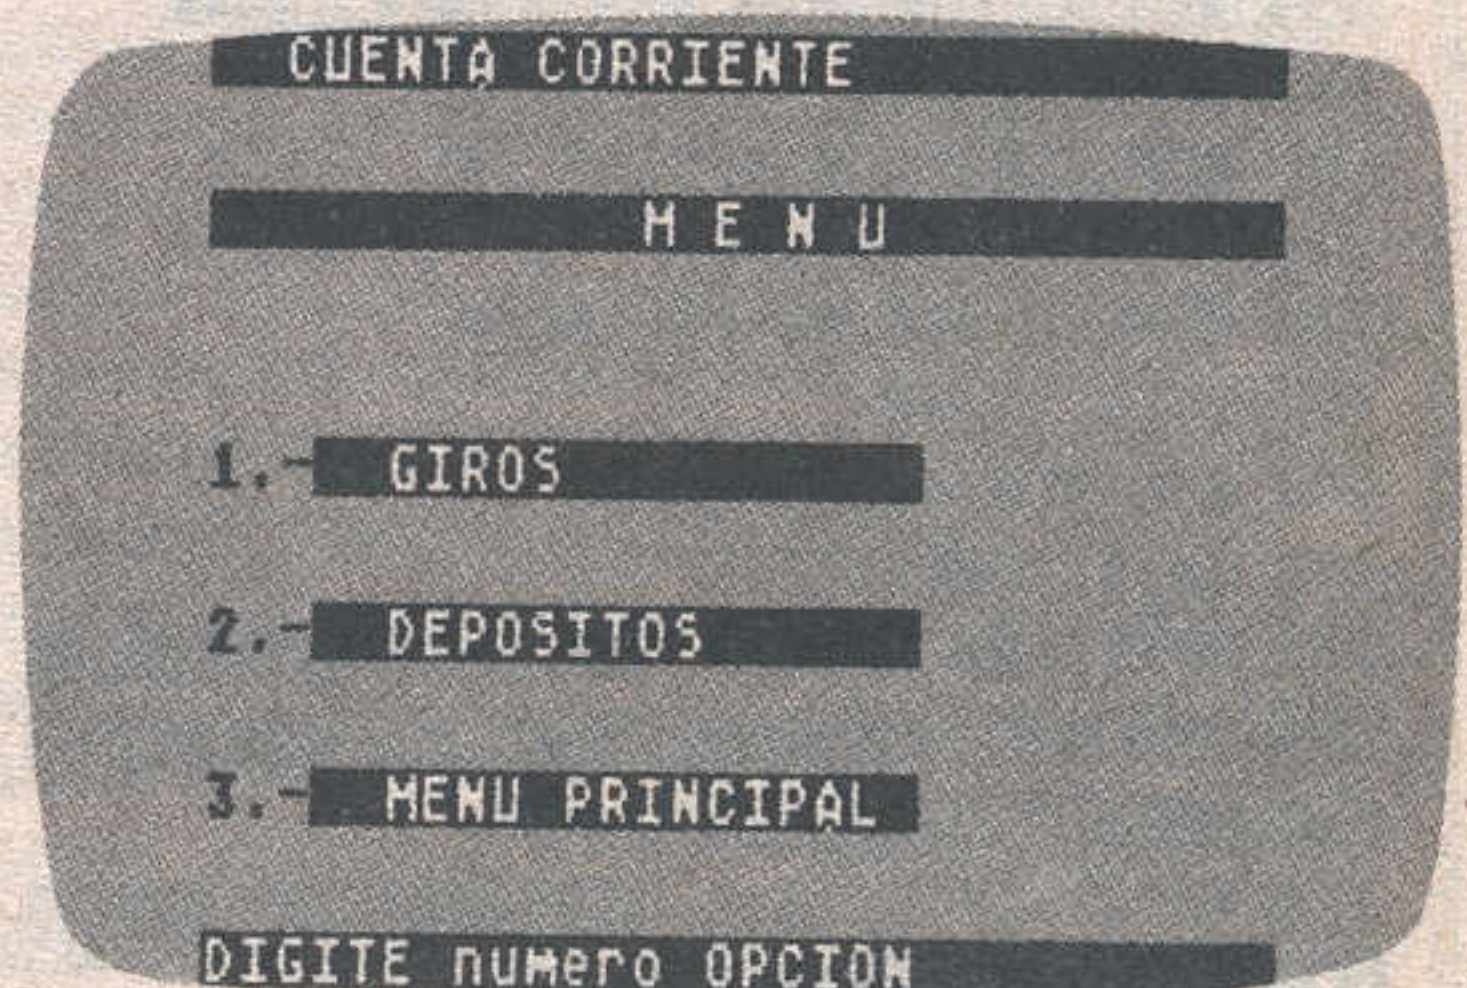 CUENTA CORRIENTE
M E N U
1.- GIROS
2.- DEPOSITOS
3.- MENU PRINCIPAL
DIGITE numero OPCION